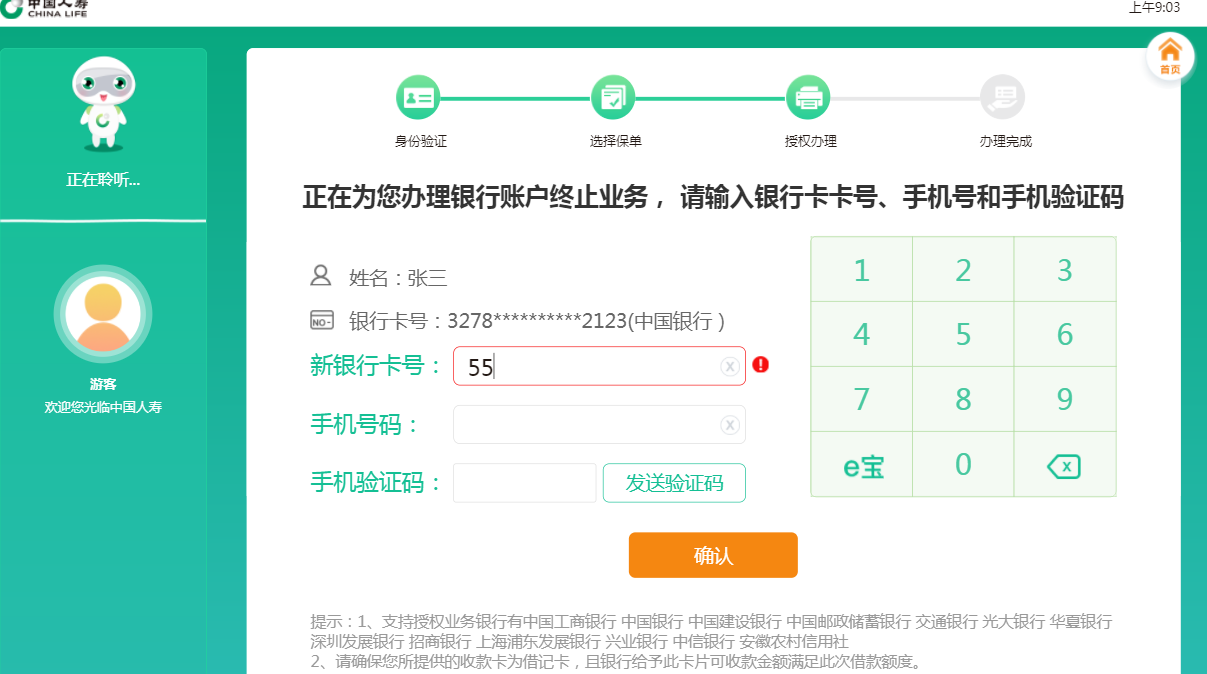 中国人寿
CHINA LIFE
上午9:03
首页
正在聆听...
游客
欢迎您光临中国人寿
身份验证
选择保单
授权办理
办理完成
正在为您办理银行账户终止业务，请输入银行卡卡号、手机号和手机验证码
姓名：张三
NO-
银行卡号：3278**********2123(中国银行 )
新银行卡号：
55
x
!
手机号码：
x
手机验证码：
发送验证码
1 2 3
4 5 6
7 8 9
e宝 0 x
确认
提示：1、支持授权业务银行有中国工商银行 中国银行 中国建设银行 中国邮政储蓄银行 交通银行 光大银行 华夏银行
深圳发展银行 招商银行 上海浦东发展银行 兴业银行 中信银行 安徽农村信用社
2、请确保您所提供的收款卡为借记卡，且银行给予此卡片可收款金额满足此次借款额度。